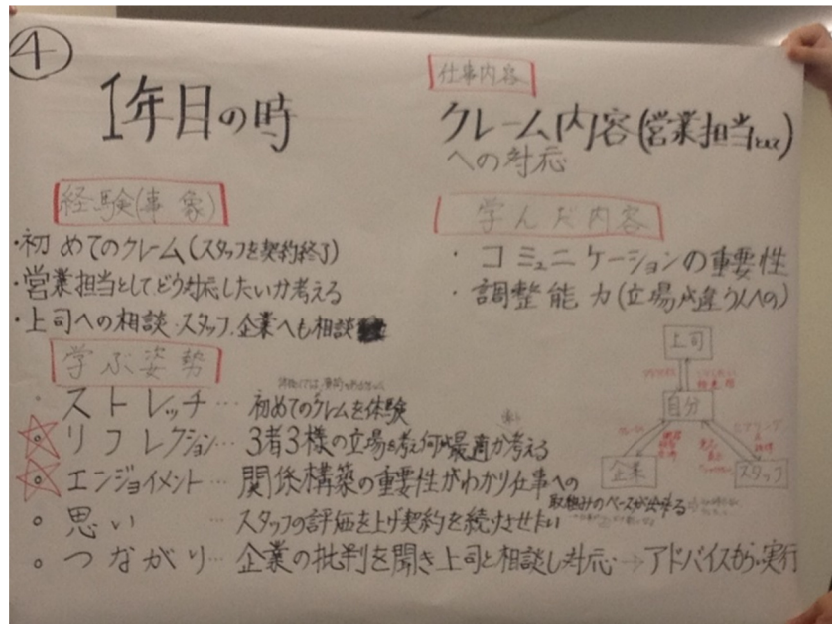 ④
1年目の時
経験(事象)
・初めてのクレーム(スタッフを契約終了)
・営業担当としてどう対応したいか考える
・上司への相談・スタッフ、企業へも相談
学ぶ姿勢
ストレッチ… 初めてのクレームを体験
リフレクション… 3者3様の立場を考え何が最適か考える
エンジョイメント… 関係構築の重要性がわかり仕事への
取組みのベースが出来る
思い … スタッフの評価を上げ契約を続けさせたい
つながり… 企業の批判を聞き上司と相談し対応→アドバイスから実行
仕事内容
クレーム内容(営業担当として)
への対応
学んだ内容
・コミュニケーションの重要性
・調整能力(立場が違う人への)
上司
自分
企業
スタッフ